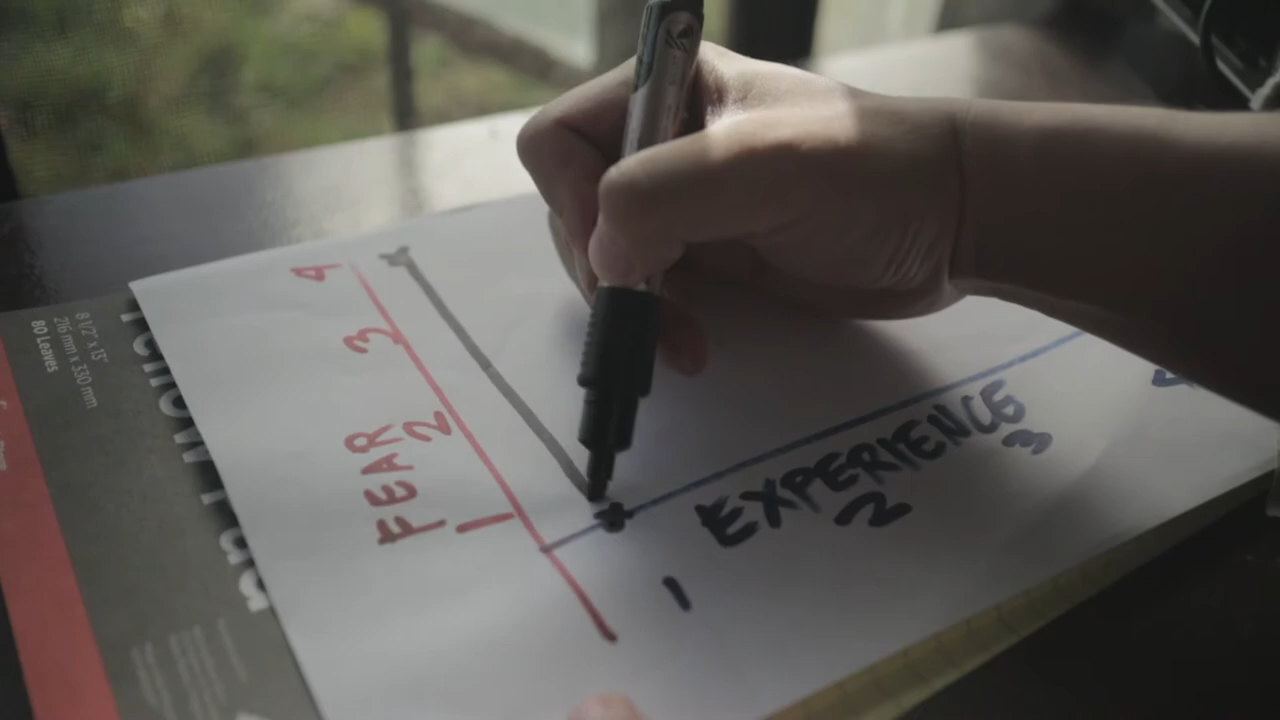 4
3
2
FEAR
1
EXPERIENCE
1
2
3
8 1/2" x 13"
216 mm x 330 mm
80 Leaves